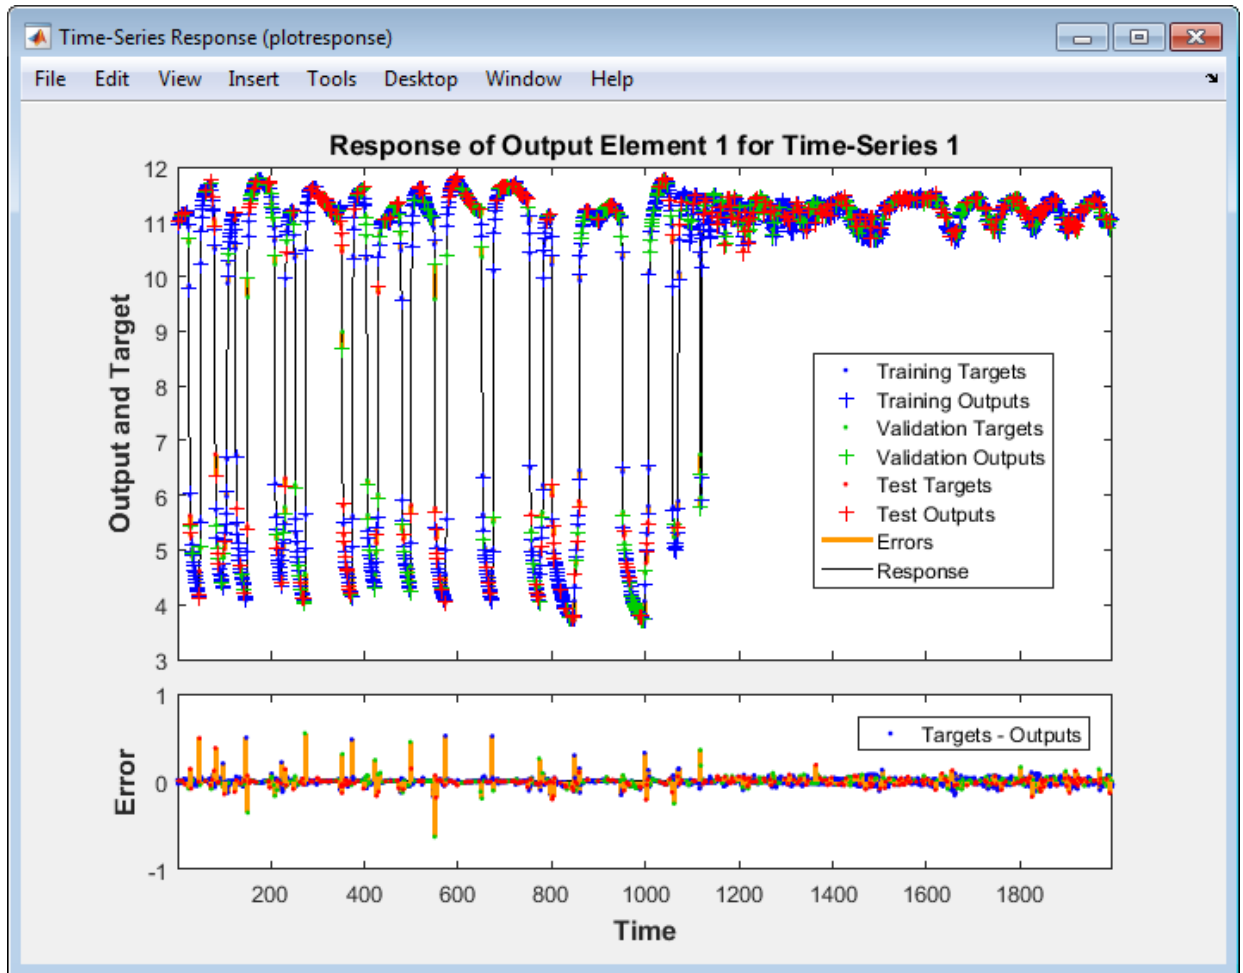 Time-Series Response (plotresponse)
File Edit View Insert Tools Desktop Window Help
Response of Output Element 1 for Time-Series 1
Output and Target
12
11
10
9
8
7
6
5
4
3
Training Targets
Training Outputs
Validation Targets
Validation Outputs
Test Targets
Test Outputs
Errors
Response
Error
1
0
-1
Targets - Outputs
200 400 600 800 1000 1200 1400 1600 1800
Time